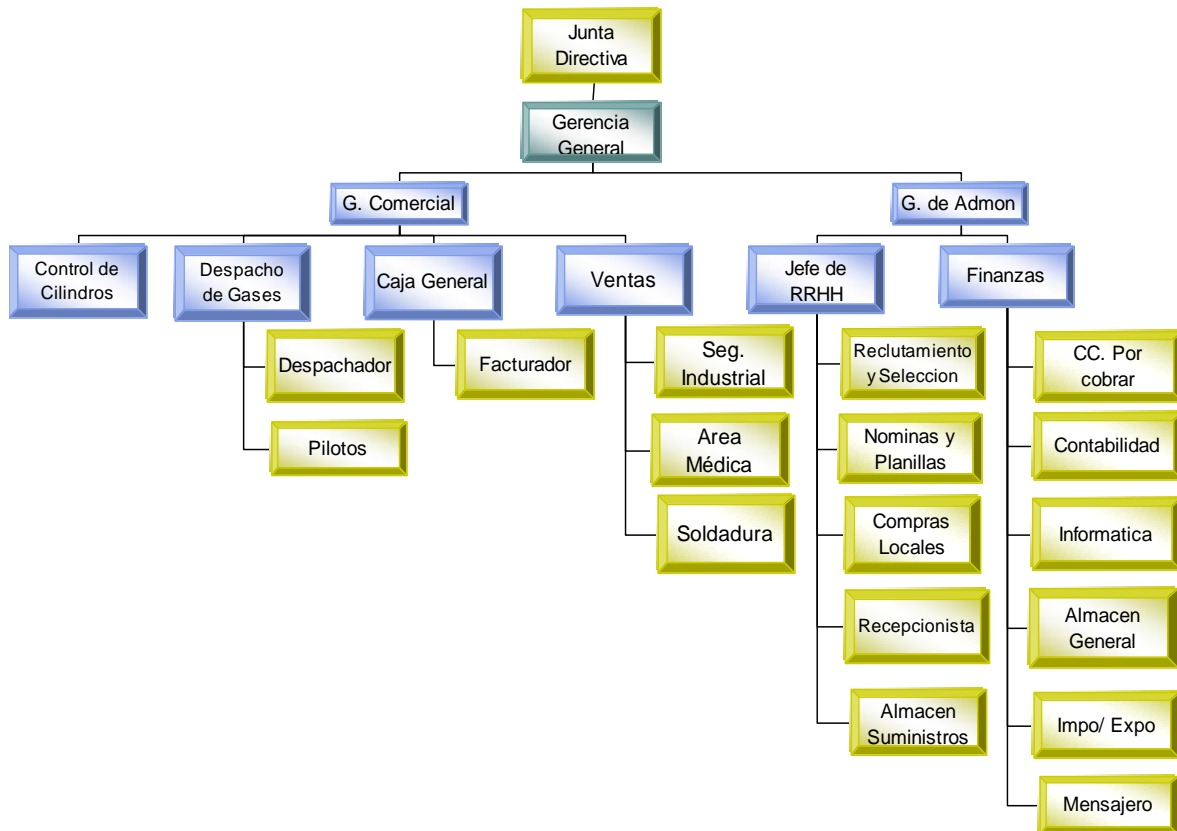 Junta
Directiva
Gerencia
General
G. Comercial
G. de Admon
Control de
Cilindros
Despacho
de Gases
Caja General
Ventas
Jefe de
RRHH
Finanzas
Despachador
Pilotos
Facturador
Seg.
Industrial
Area
Médica
Soldadura
Reclutamiento
y Seleccion
Nominas y
Planillas
Compras
Locales
Recepcionista
Almacen
Suministros
CC. Por
cobrar
Contabilidad
Informatica
Almacen
General
Impo/ Expo
Mensajero